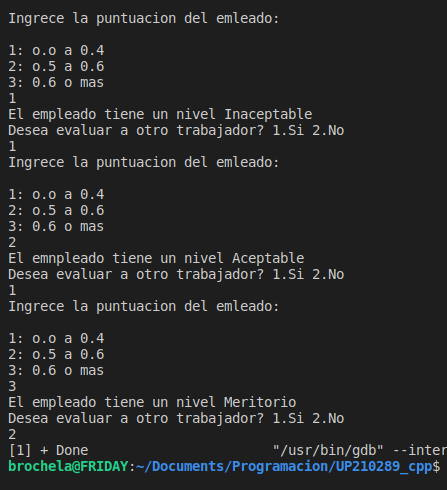 Ingrece la puntuacion del emleado:
1: o.o a 0.4
2: o.5 a 0.6
3: 0.6 o mas
1
El empleado tiene un nivel Inaceptable
Desea evaluar a otro trabajador? 1.Si 2.No
1
Ingrece la puntuacion del emleado:
1: o.o a 0.4
2: o.5 a 0.6
3: 0.6 o mas
2
El emnpleado tiene un nivel Aceptable
Desea evaluar a otro trabajador? 1.Si 2.No
1
Ingrece la puntuacion del emleado:
1: o.o a 0.4
2: o.5 a 0.6
3: 0.6 o mas
3
El empleado tiene un nivel Meritorio
Desea evaluar a otro trabajador? 1.Si 2.No
2
[1] + Done "/usr/bin/gdb" --inter
brochela@FRIDAY:~/Documents/Programacion/UP210289_cpp$